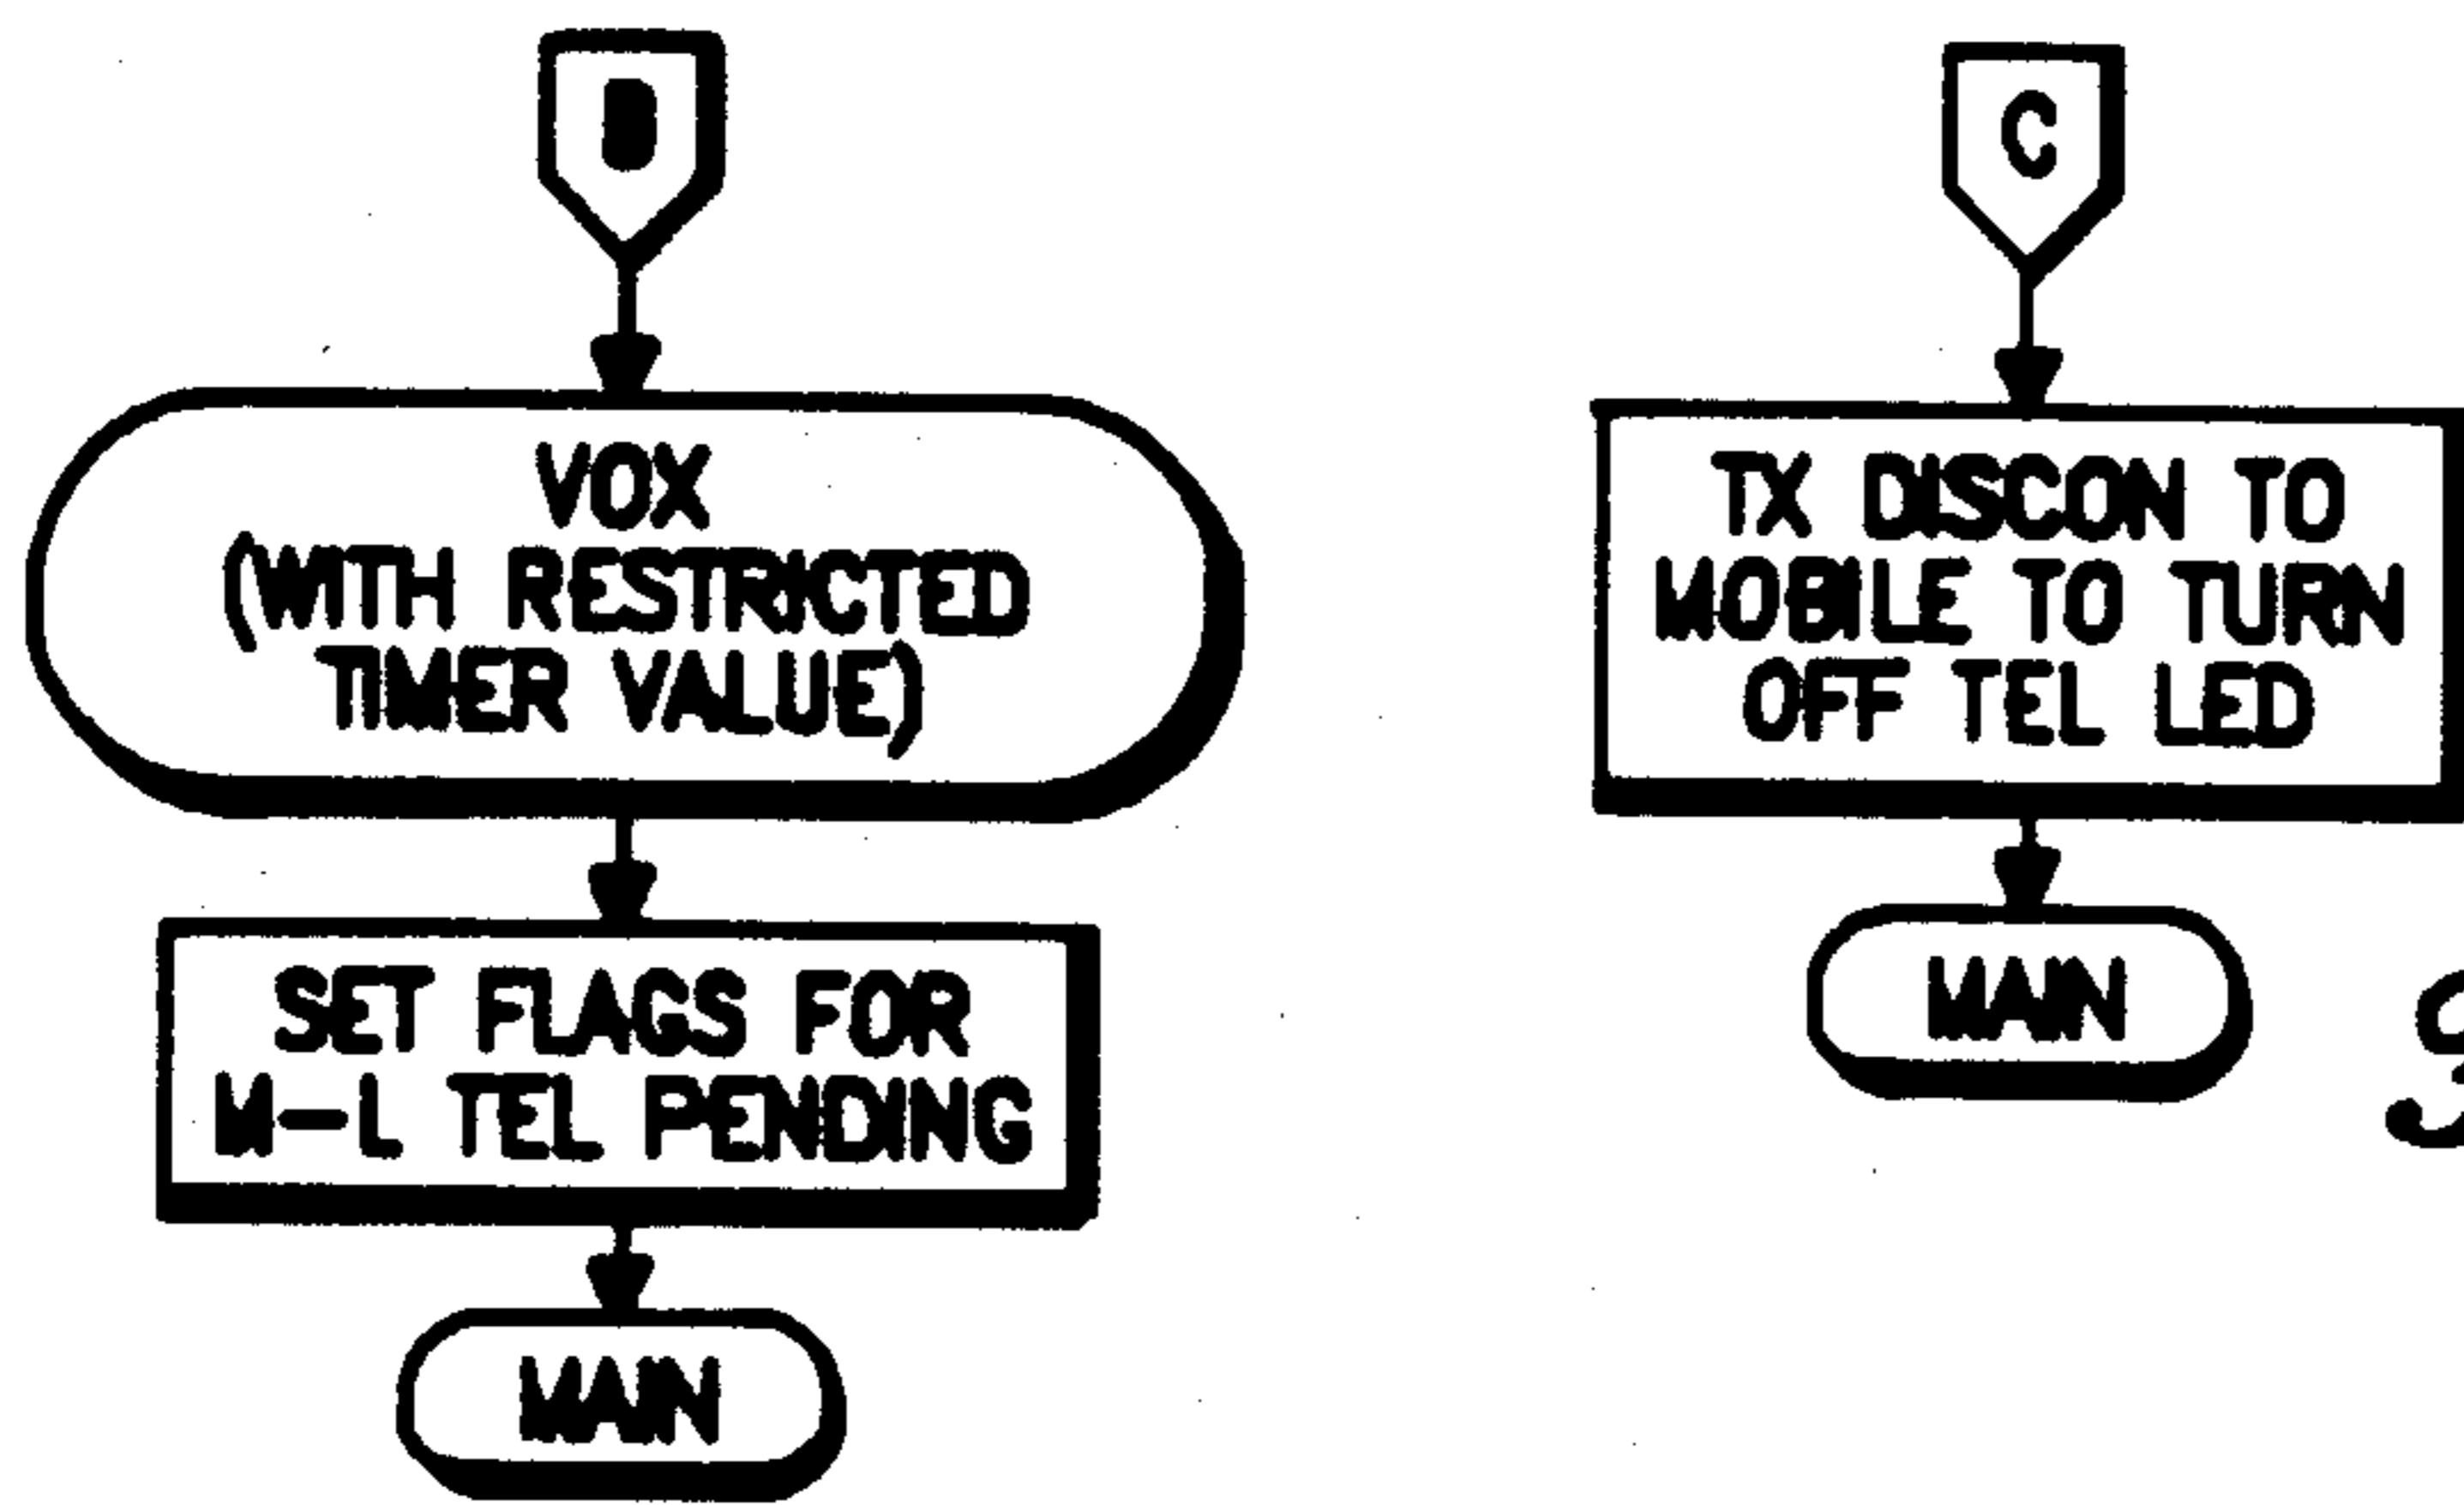 VOX
(WITH RESTRICTED
TIMER VALUE)
SET FLAGS FOR
M-L TEL PENDING
MAIN
C
TX DISCON TO
MOBILE TO TURN
OFF TEL LED
MAIN